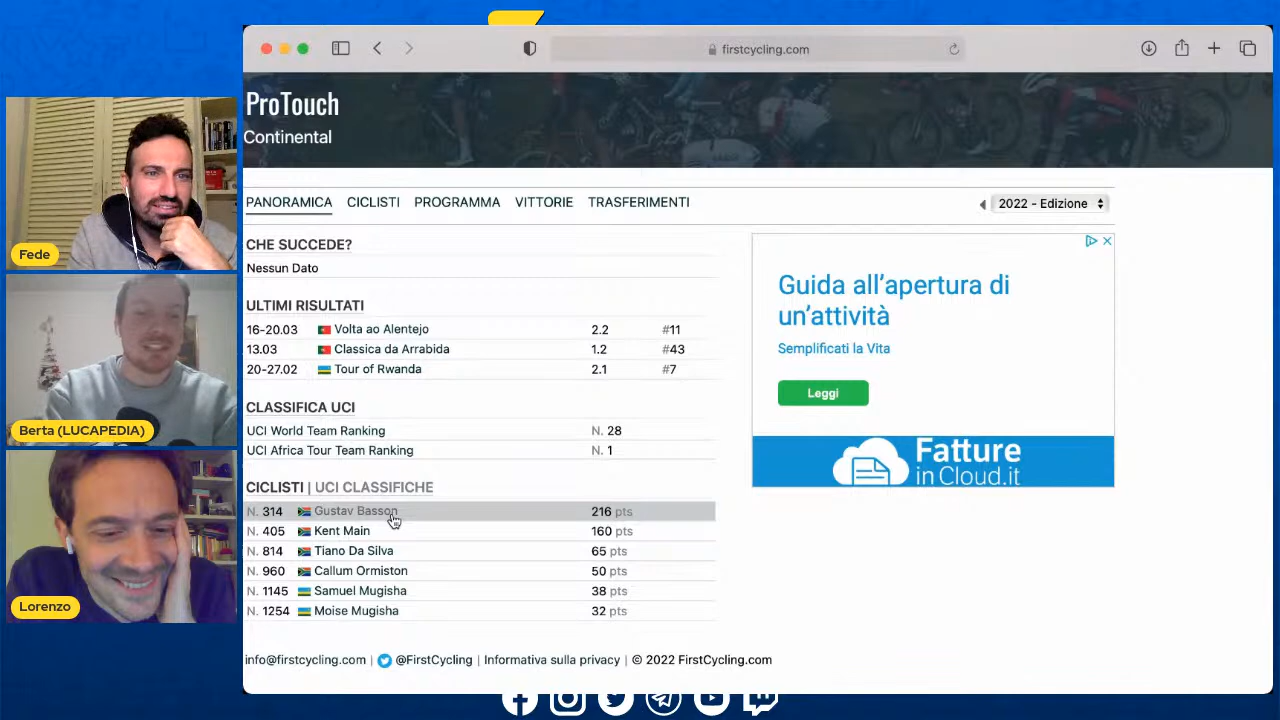 firstcycling.com
ProTouch
Continental
PANORAMICA CICLISTI PROGRAMMA VITTORIE TRASFERIMENTI 2022 - Edizione
CHE SUCCEDE?
Nessun Dato
ULTIMI RISULTATI
16-20.03 Volta ao Alentejo 2.2 #11
13.03 Classica da Arrabida 1.2 #43
20-27.02 Tour of Rwanda 2.1 #7
CLASSIFICA UCI
UCI World Team Ranking N. 28
UCI Africa Tour Team Ranking N. 1
CICLISTI | UCI CLASSIFICHE
N. 314 Gustav Basson 216 pts
N. 405 Kent Main 160 pts
N. 814 Tiano Da Silva 65 pts
N. 960 Callum Ormiston 50 pts
N. 1145 Samuel Mugisha 38 pts
N. 1254 Moise Mugisha 32 pts
info@firstcycling.com | @FirstCycling | Informativa sulla privacy | © 2022 FirstCycling.com
Guida all'apertura di
un'attività
Semplificati la Vita
Leggi
Fatture
in Cloud.it
Fede
Berta (LUCAPEDIA)
Lorenzo